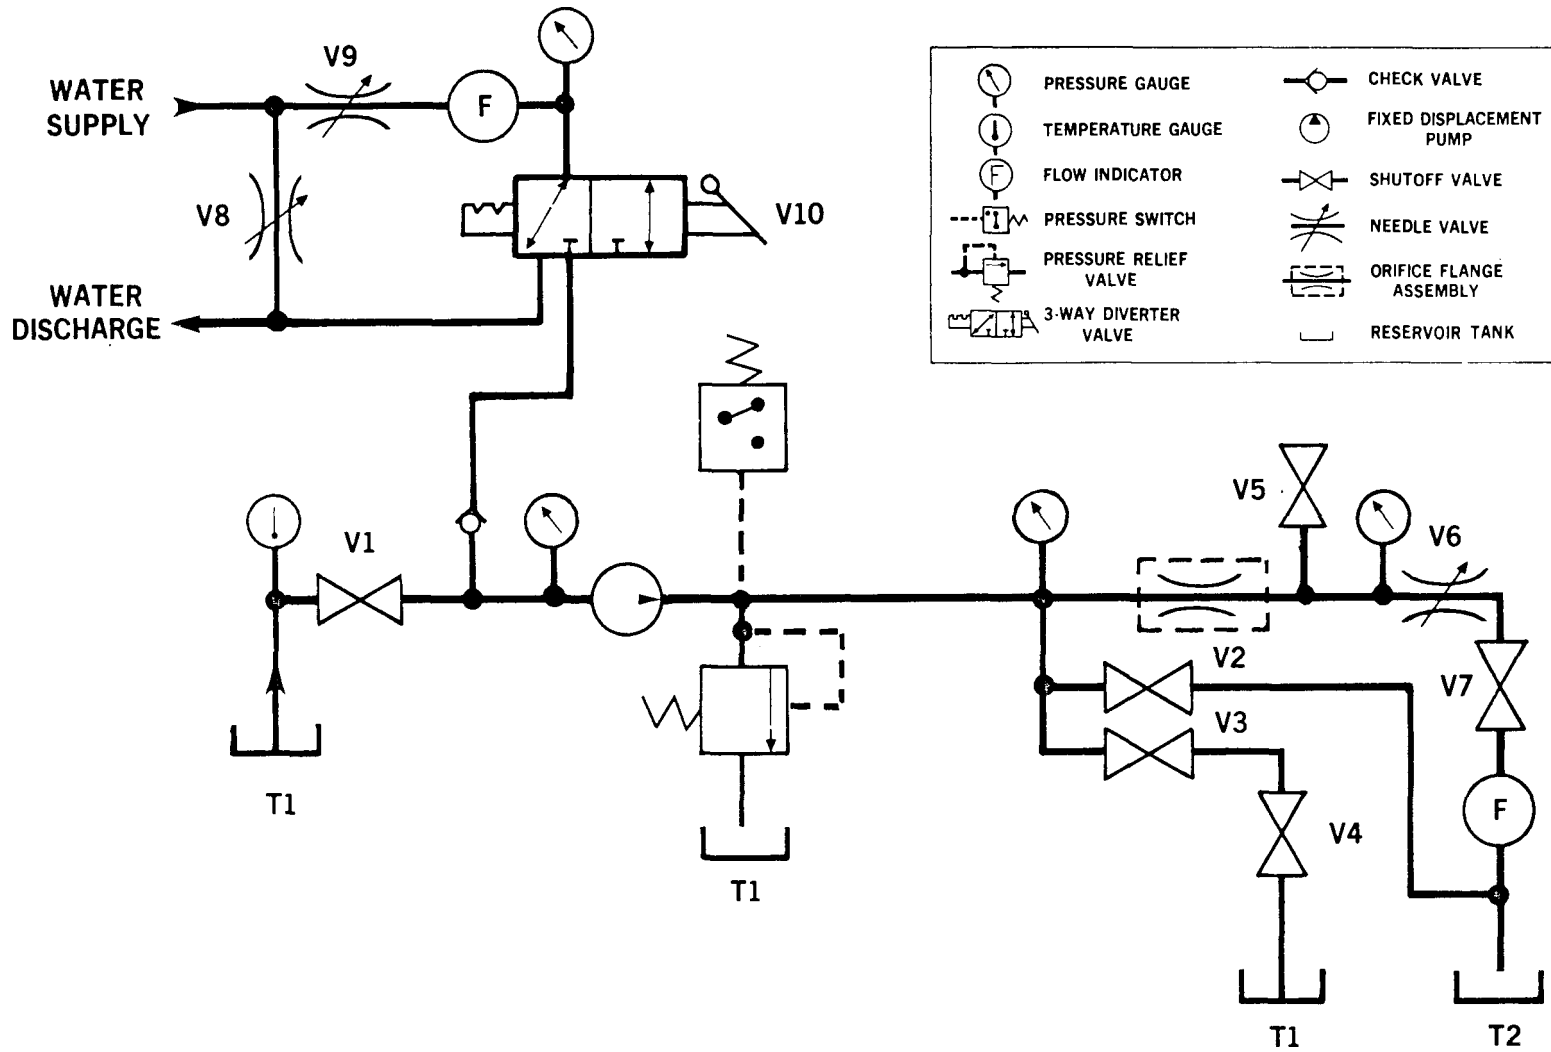 V9
WATER
SUPPLY
F
V8
V10
WATER
DISCHARGE
PRESSURE GAUGE
TEMPERATURE GAUGE
F
FLOW INDICATOR
PRESSURE SWITCH
PRESSURE RELIEF
VALVE
3-WAY DIVERTER
VALVE
CHECK VALVE
FIXED DISPLACEMENT
PUMP
SHUTOFF VALVE
NEEDLE VALVE
ORIFICE FLANGE
ASSEMBLY
RESERVOIR TANK
V1
V5
V6
V2
V7
V3
T1
F
V4
T1
T1
T2